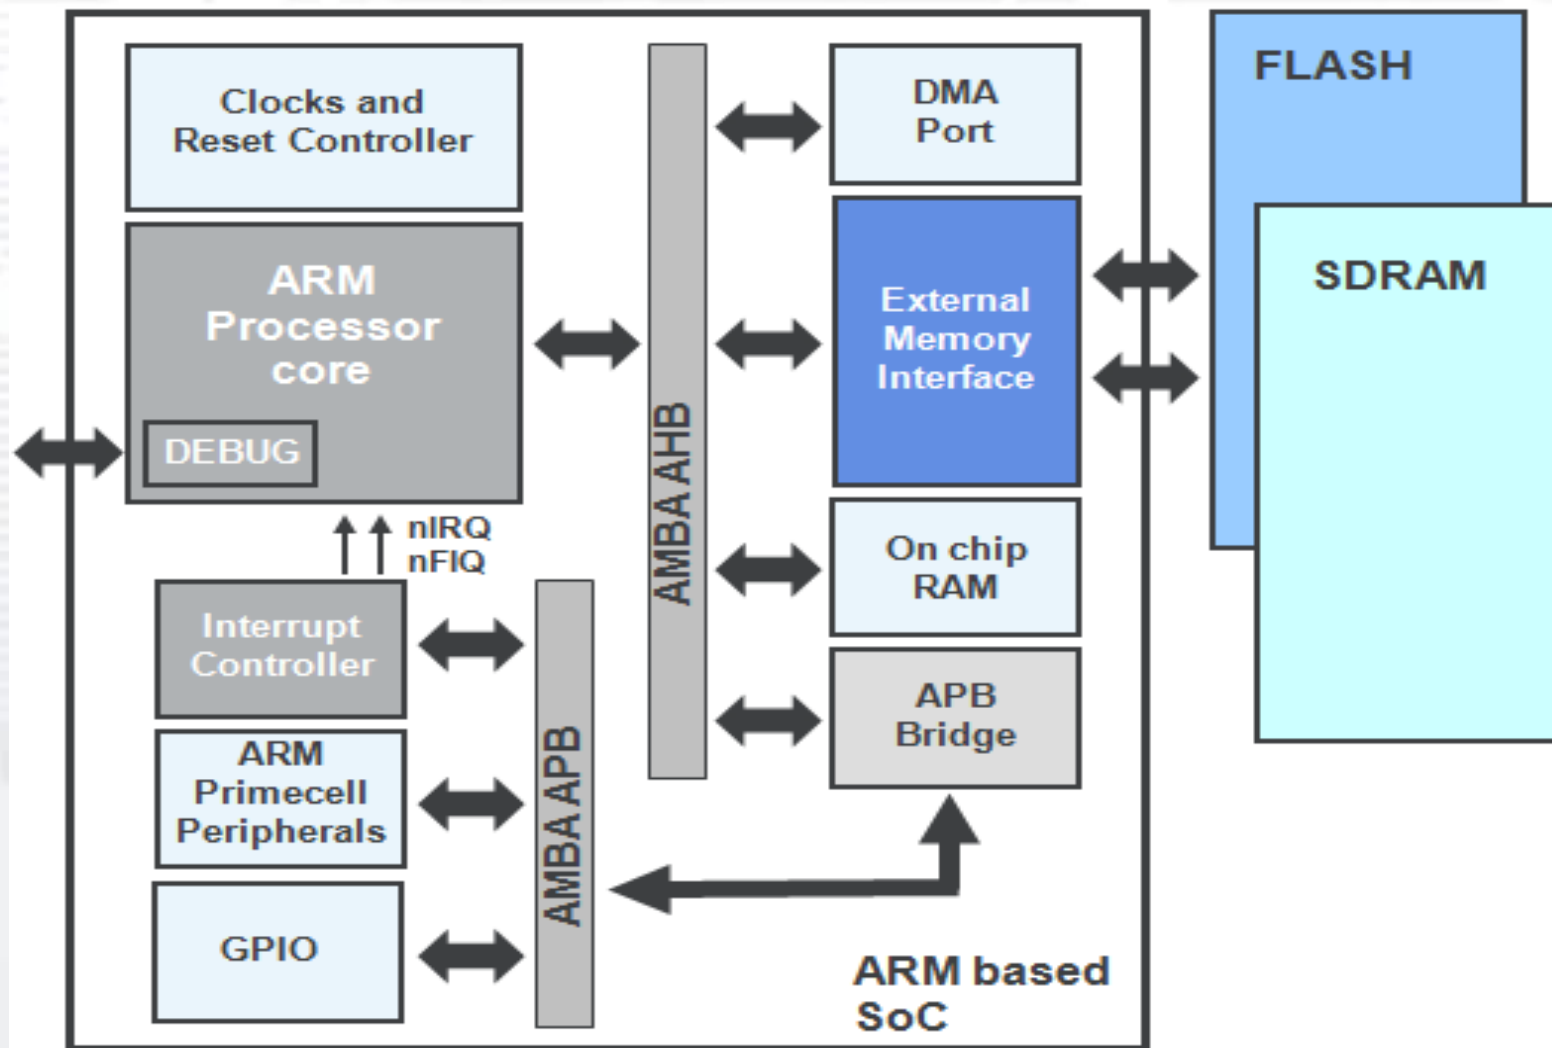 Clocks and
Reset Controller
ARM
Processor
core
DEBUG
nIRQ
nFIQ
Interrupt
Controller
ARM
Primecell
Peripherals
GPIO
AMBA APB
AMBA AHB
DMA
Port
External
Memory
Interface
On chip
RAM
APB
Bridge
ARM based
SoC
FLASH
SDRAM